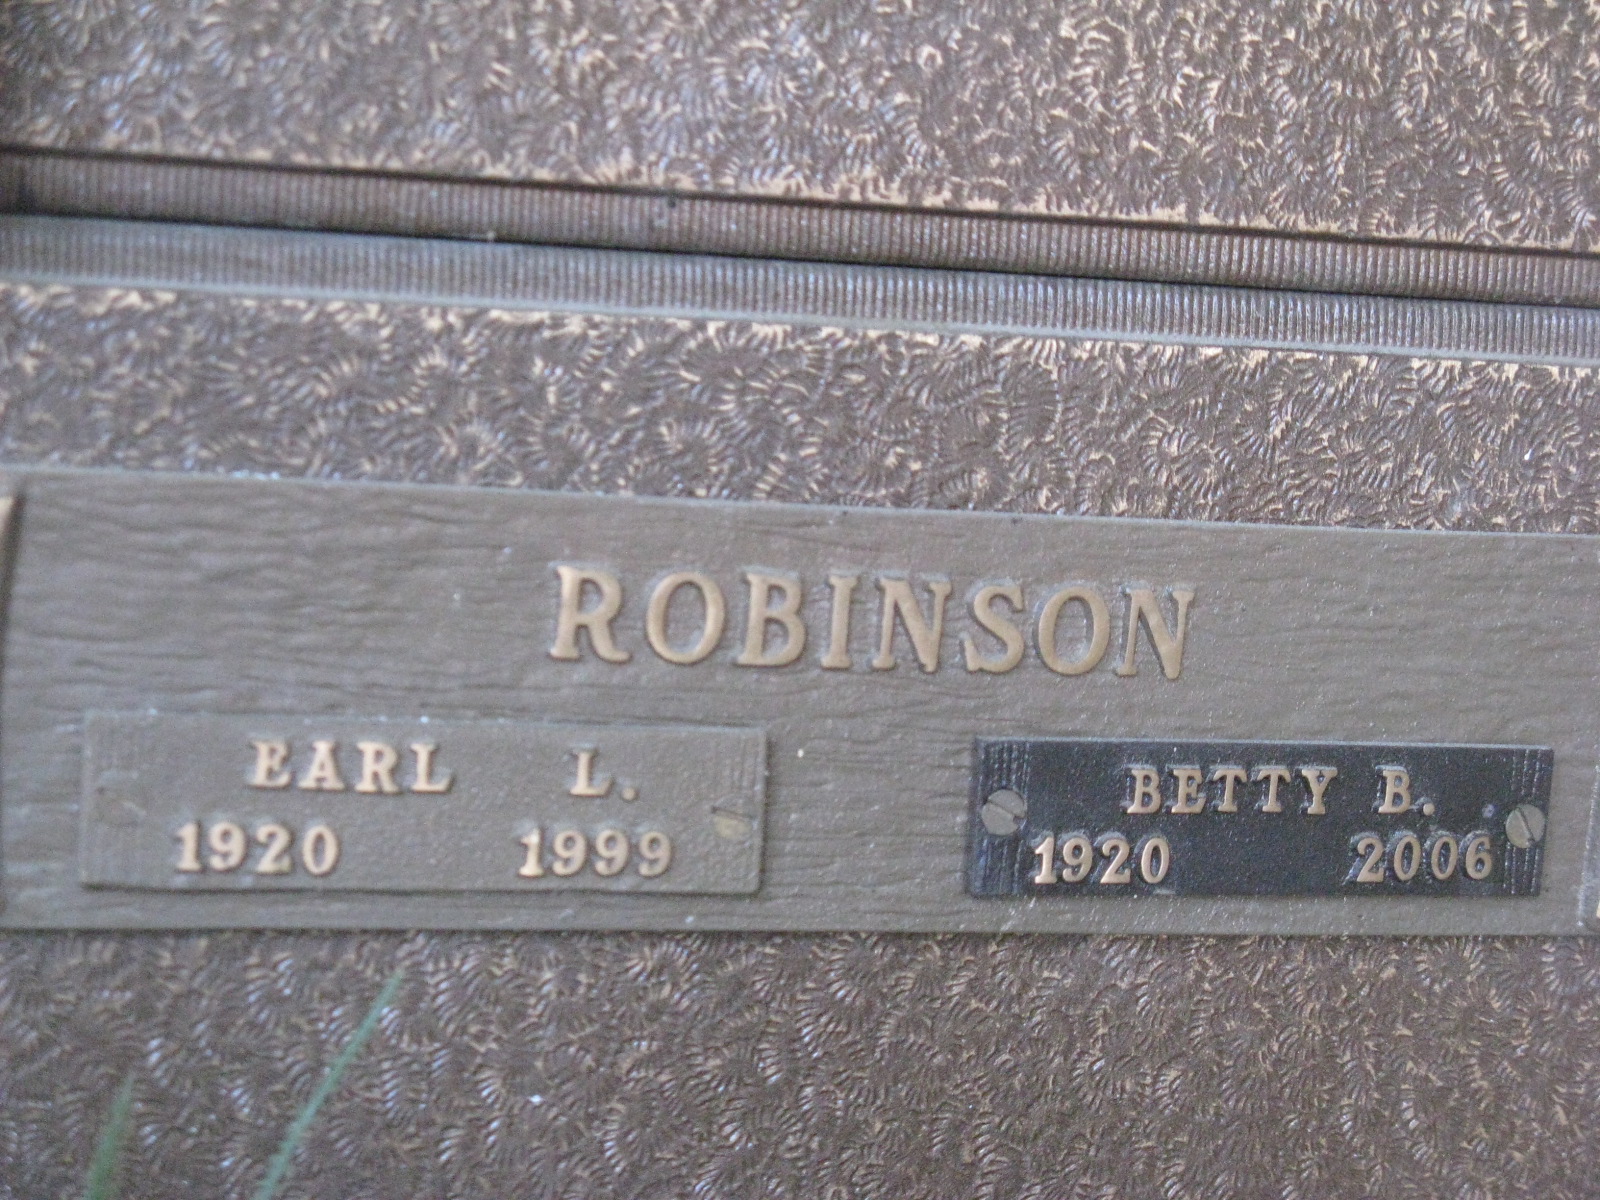 ROBINSON
EARL L.
1920 1999
BETTY B.
1920 2006